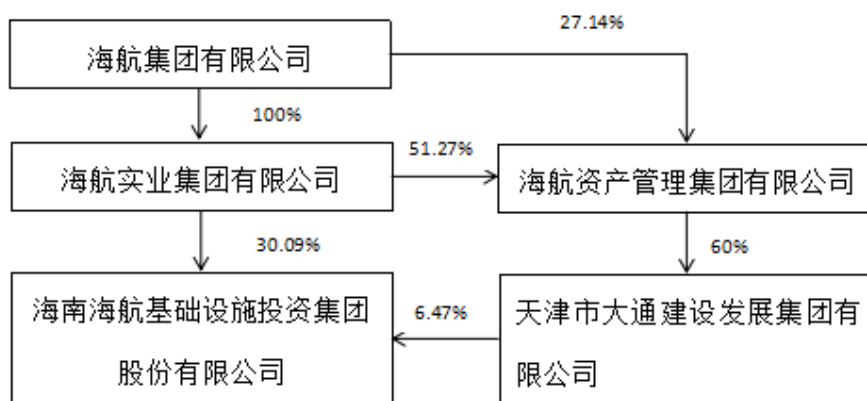 27.14%
海航集团有限公司
100%
51.27%
海航实业集团有限公司
海航资产管理集团有限公司
30.09%
60%
海南海航基础设施投资集团
股份有限公司
6.47%
天津市大通建设发展集团有
限公司